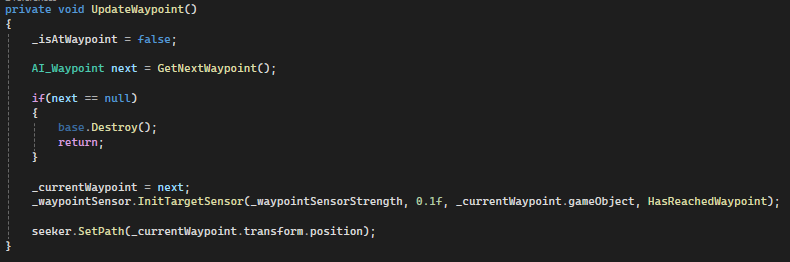 private void UpdateWaypoint()
{
_isAtWaypoint = false;
AI_Waypoint next = GetNextWaypoint();
if(next == null)
{
base.Destroy();
return;
}
_currentWaypoint = next;
_waypointSensor.InitTargetSensor(_waypointSensorStrength, 0.1f, _currentWaypoint.gameObject, HasReachedWaypoint);
seeker.SetPath(_currentWaypoint.transform.position);
}